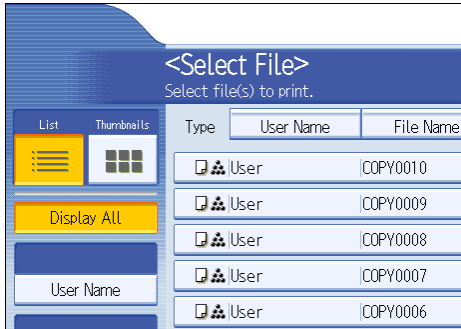 <Select File>
Select file(s) to print.
List Thumbnails Type User Name File Name
User COPY0010
Display All User COPY0009
User COPY0008
User Name User COPY0007
User COPY0006